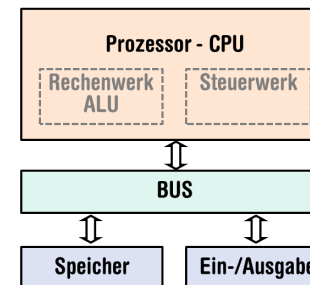 Prozessor - CPU
Rechenwerk
ALU
Steuerwerk
BUS
Speicher
Ein-/Ausgabe